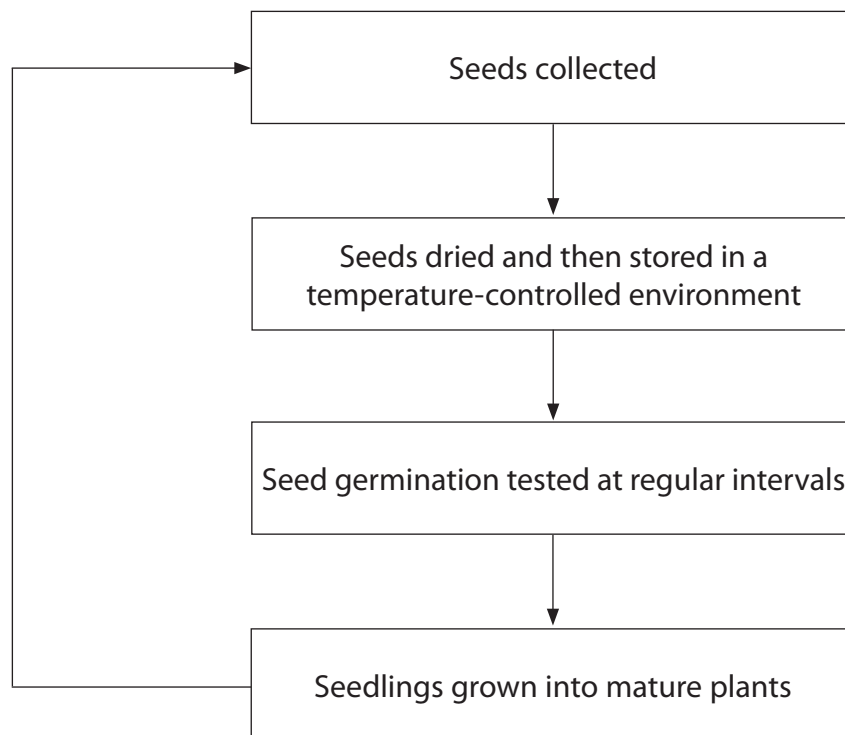 Seeds collected
Seeds dried and then stored in a
temperature-controlled environment
Seed germination tested at regular intervals
Seedlings grown into mature plants